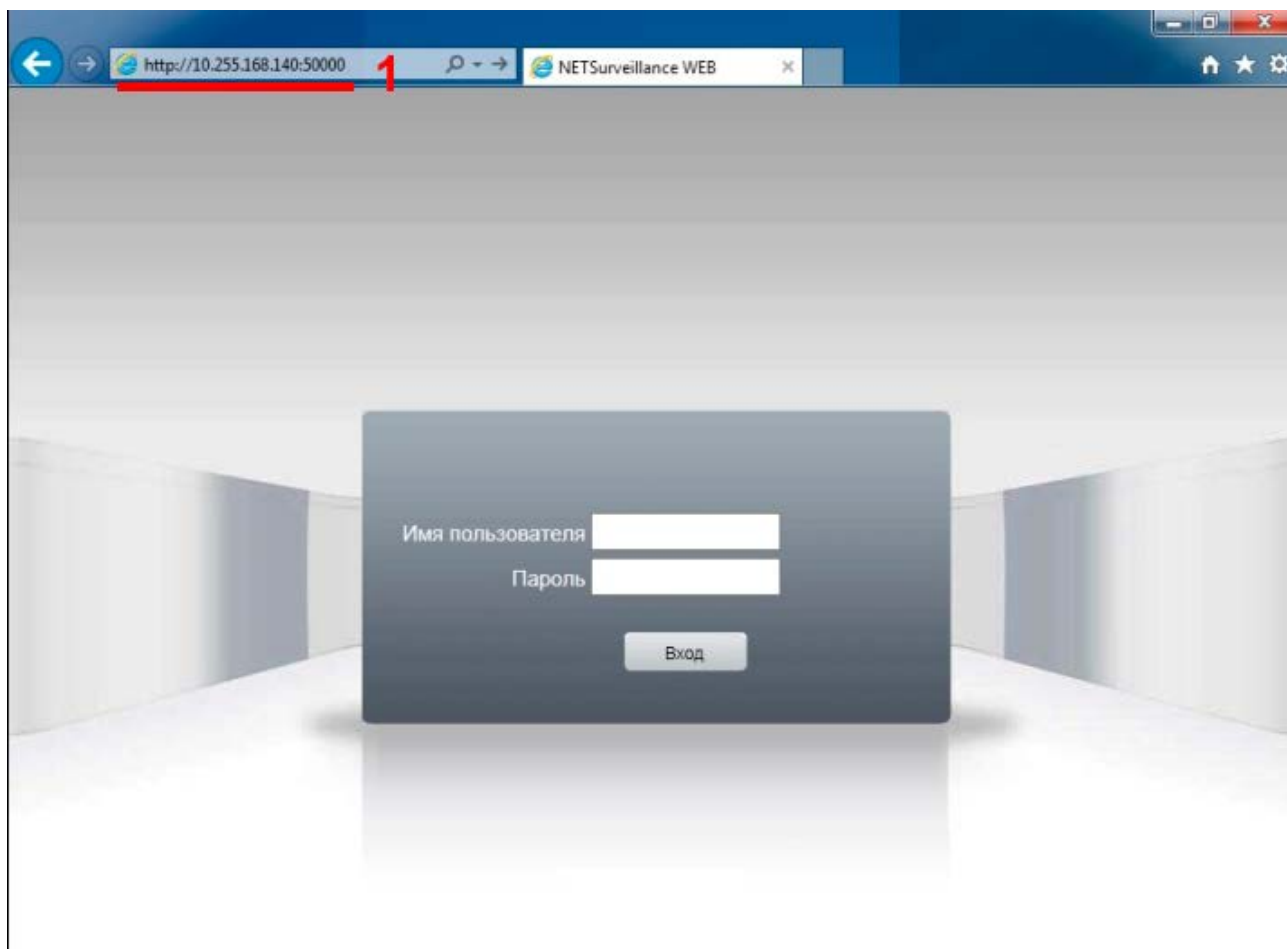 http://10.255.168.140:50000
1
NETSurveillance WEB
Имя пользователя
Пароль
Вход